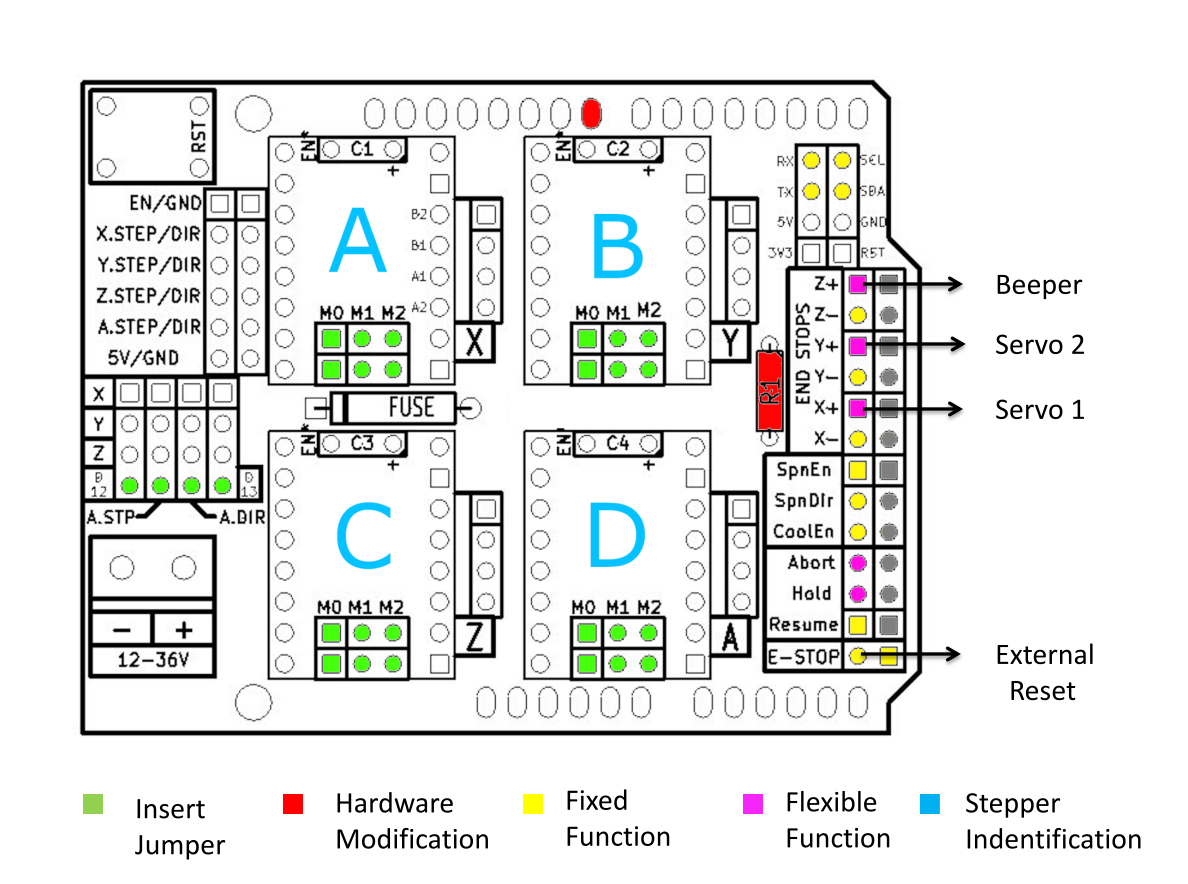 RST
EN/GND
X.STEP/DIR
Y.STEP/DIR
Z.STEP/DIR
A.STEP/DIR
5V/GND
X
Y
Z
D 12
D 13
A.STP
A.DIR
- +
12-36V
EN*
C1
+
A
B2
B1
A1
A2
M0 M1 M2
X
EN*
C2
+
B
M0 M1 M2
Y
FUSE
R1
EN*
C3
+
C
M0 M1 M2
Z
EN*
C4
+
D
M0 M1 M2
A
RX SCL
TX SDA
5V GND
3V3 RST
END STOPS
Z+
Beeper
Z-
Y+
Servo 2
Y-
X+
Servo 1
X-
SpnEn
SpnDir
CoolEn
Abort
Hold
Resume
E-STOP
External
Reset
Insert
Jumper
Hardware
Modification
Fixed
Function
Flexible
Function
Stepper
Indentification